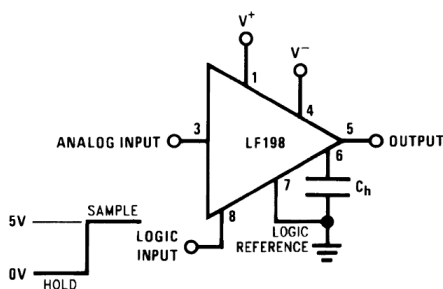 V+
V−
1
4
ANALOG INPUT
3
LF198
5
OUTPUT
6
Ch
7
8
5V
SAMPLE
LOGIC
INPUT
LOGIC
REFERENCE
0V
HOLD